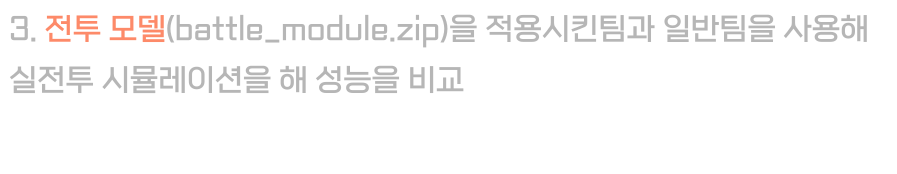 3. 전투 모델(battle_module.zip)을 적용시킨팀과 일반팀을 사용해
실전투 시뮬레이션을 해 성능을 비교